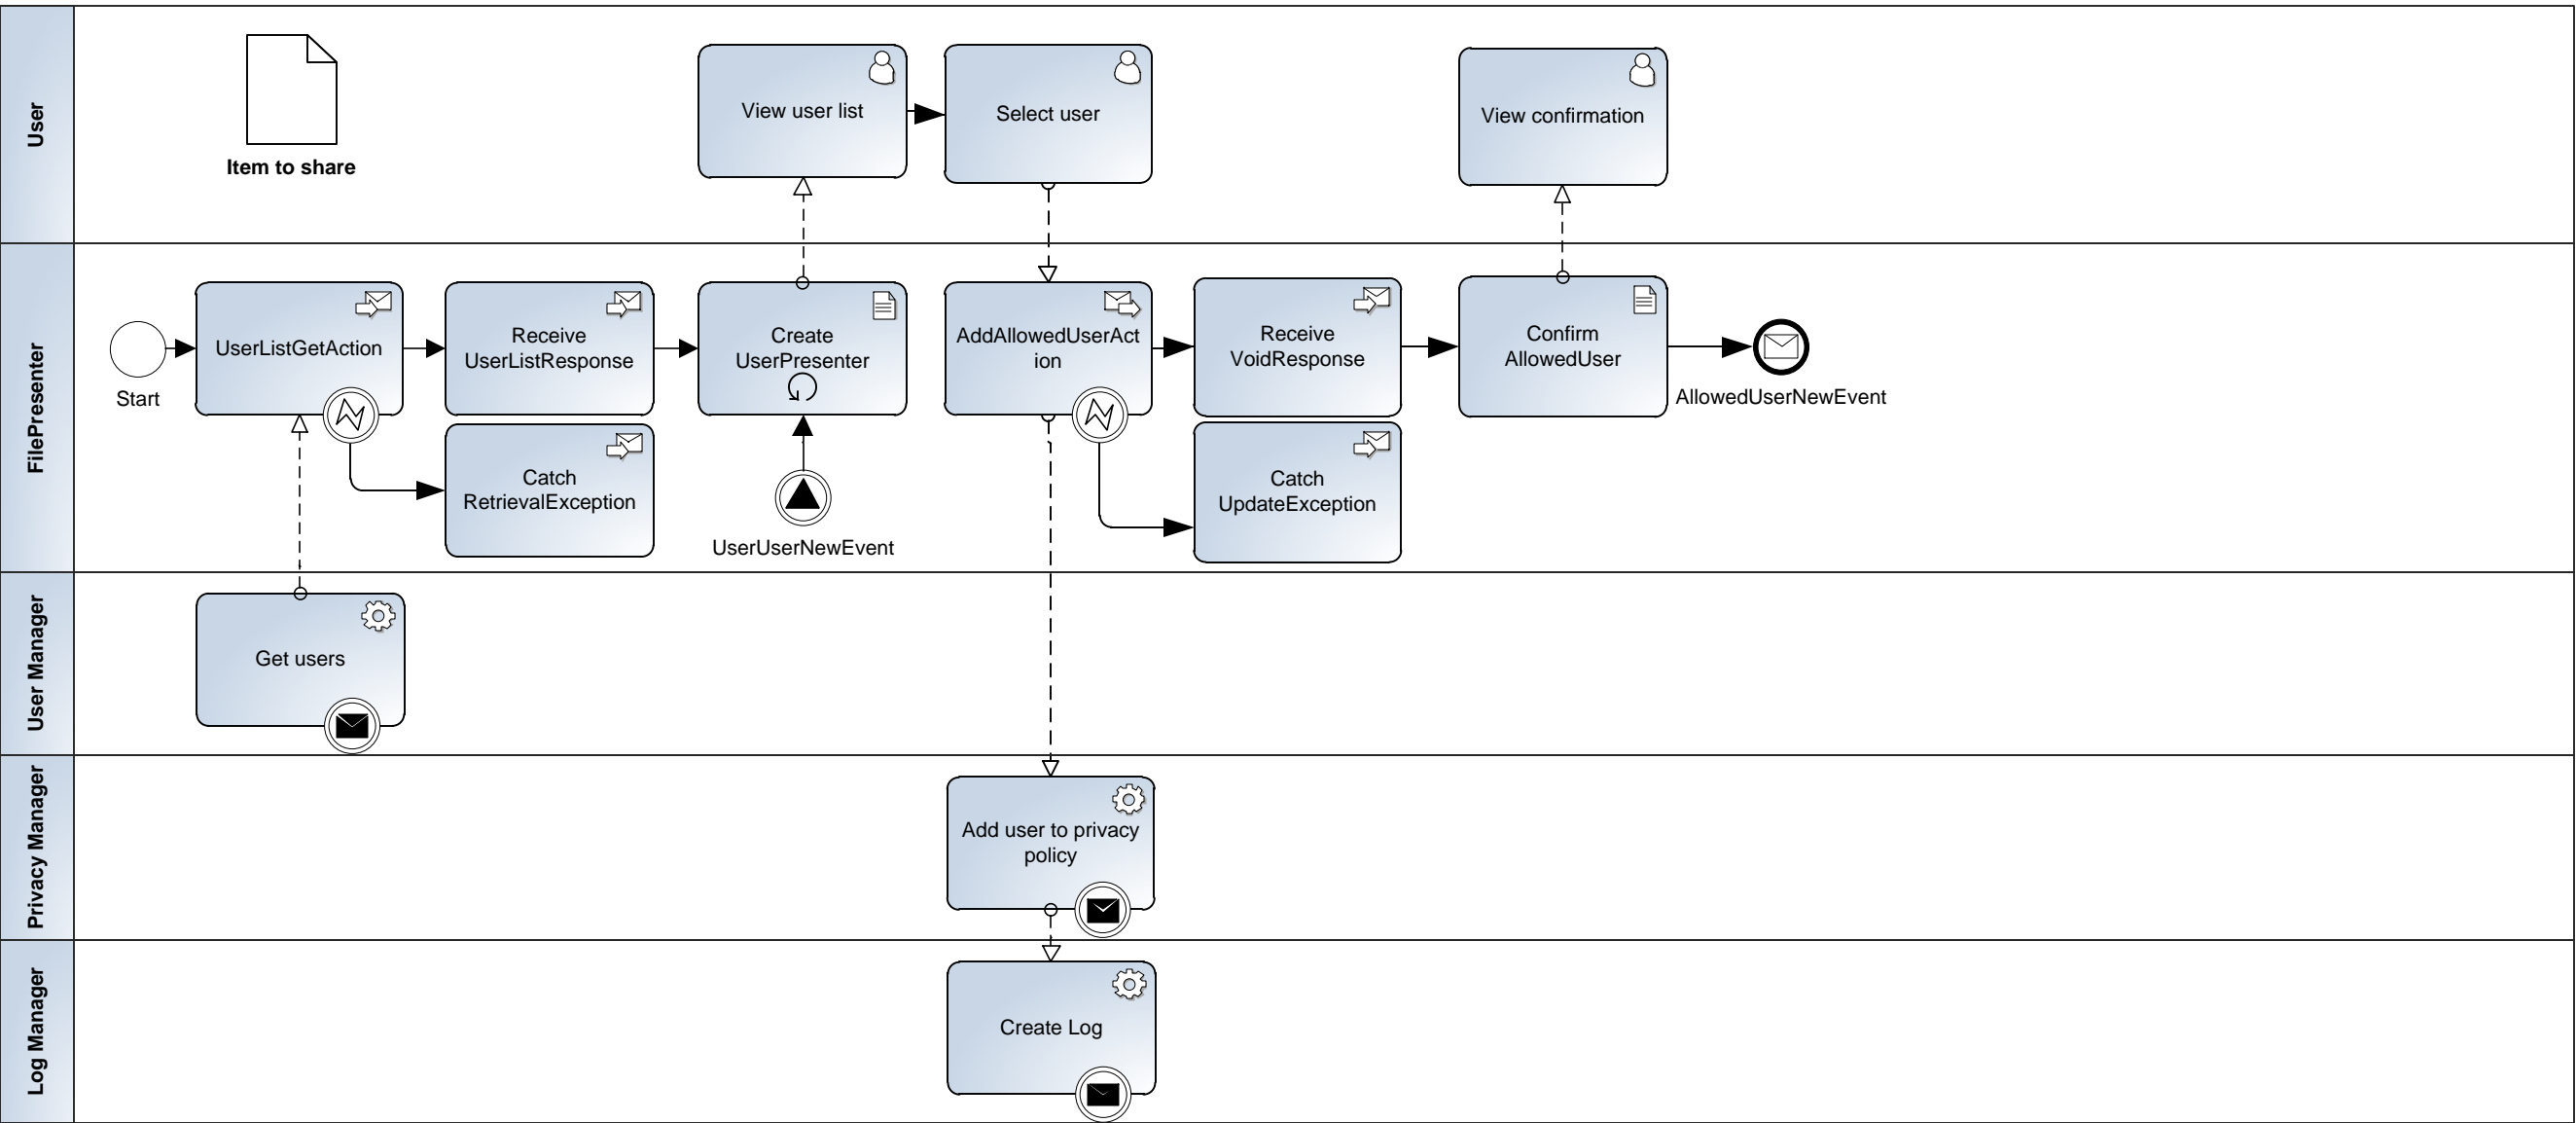 User
Item to share
View user list
Select user
View confirmation
FilePresenter
Start
UserListGetAction
Receive
UserListResponse
Create
UserPresenter
AddAllowedUserAct
ion
Receive
VoidResponse
Confirm
AllowedUser
AllowedUserNewEvent
Catch
RetrievalException
UserUserNewEvent
Catch
UpdateException
User Manager
Get users
Privacy Manager
Add user to privacy
policy
Log Manager
Create Log